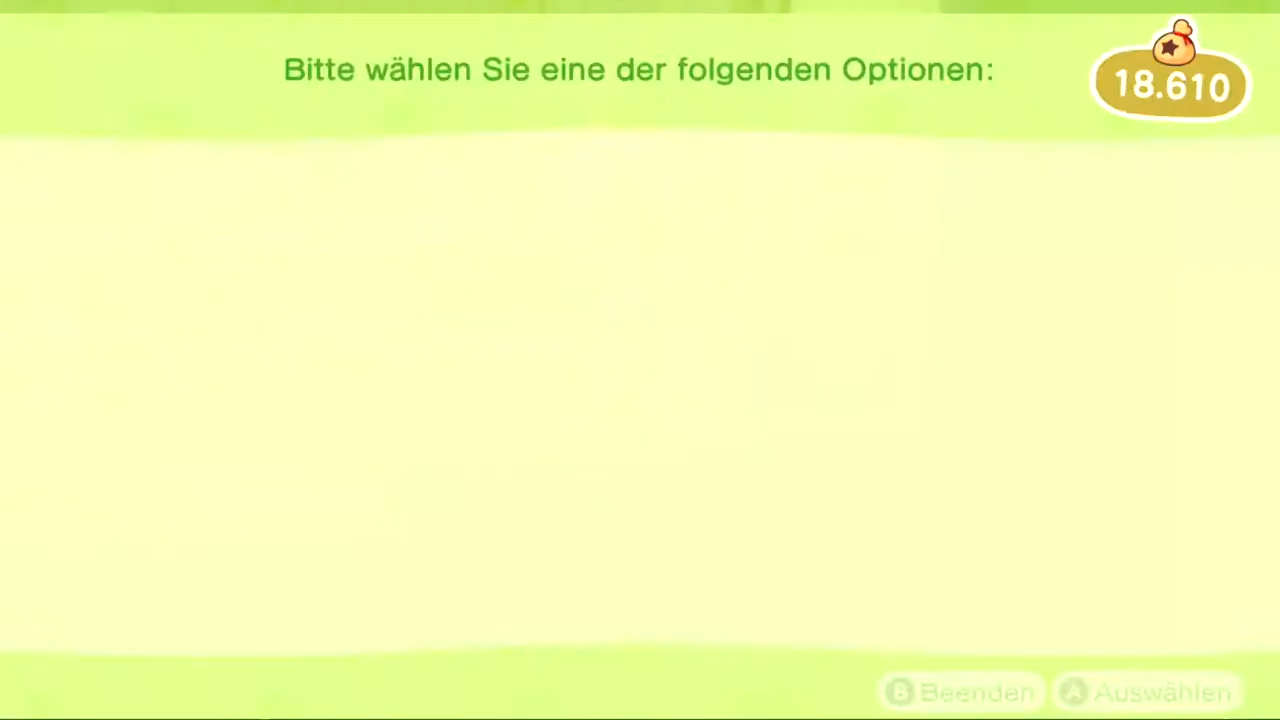 Bitte wählen Sie eine der folgenden Optionen:
18.610
B Beenden A Auswählen